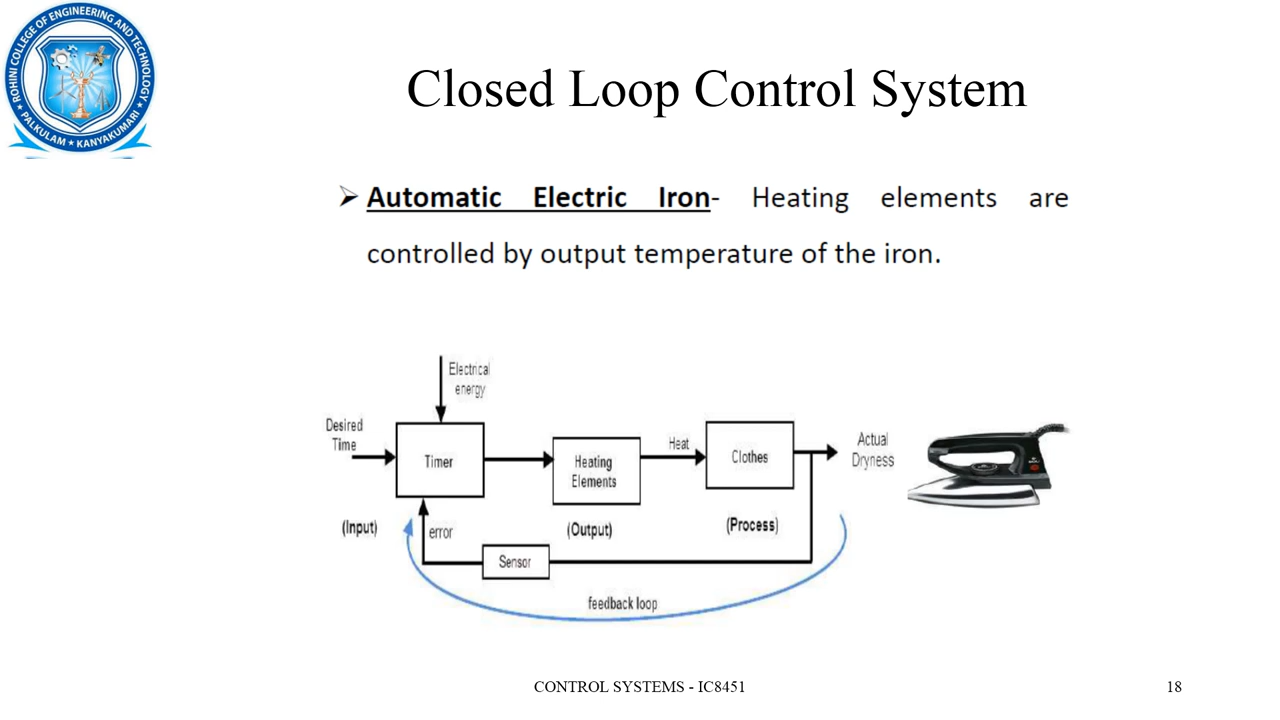 ROHINI COLLEGE OF ENGINEERING AND TECHNOLOGY
PALKULAM ★ KANYAKUMARI
Closed Loop Control System
➢ Automatic Electric Iron- Heating elements are
controlled by output temperature of the iron.
Electrical
energy
Desired
Time
Timer
Heating
Elements
Heat
Clothes
Actual
Dryness
(Input)
error
(Output)
(Process)
Sensor
feedback loop
CONTROL SYSTEMS - IC8451
18